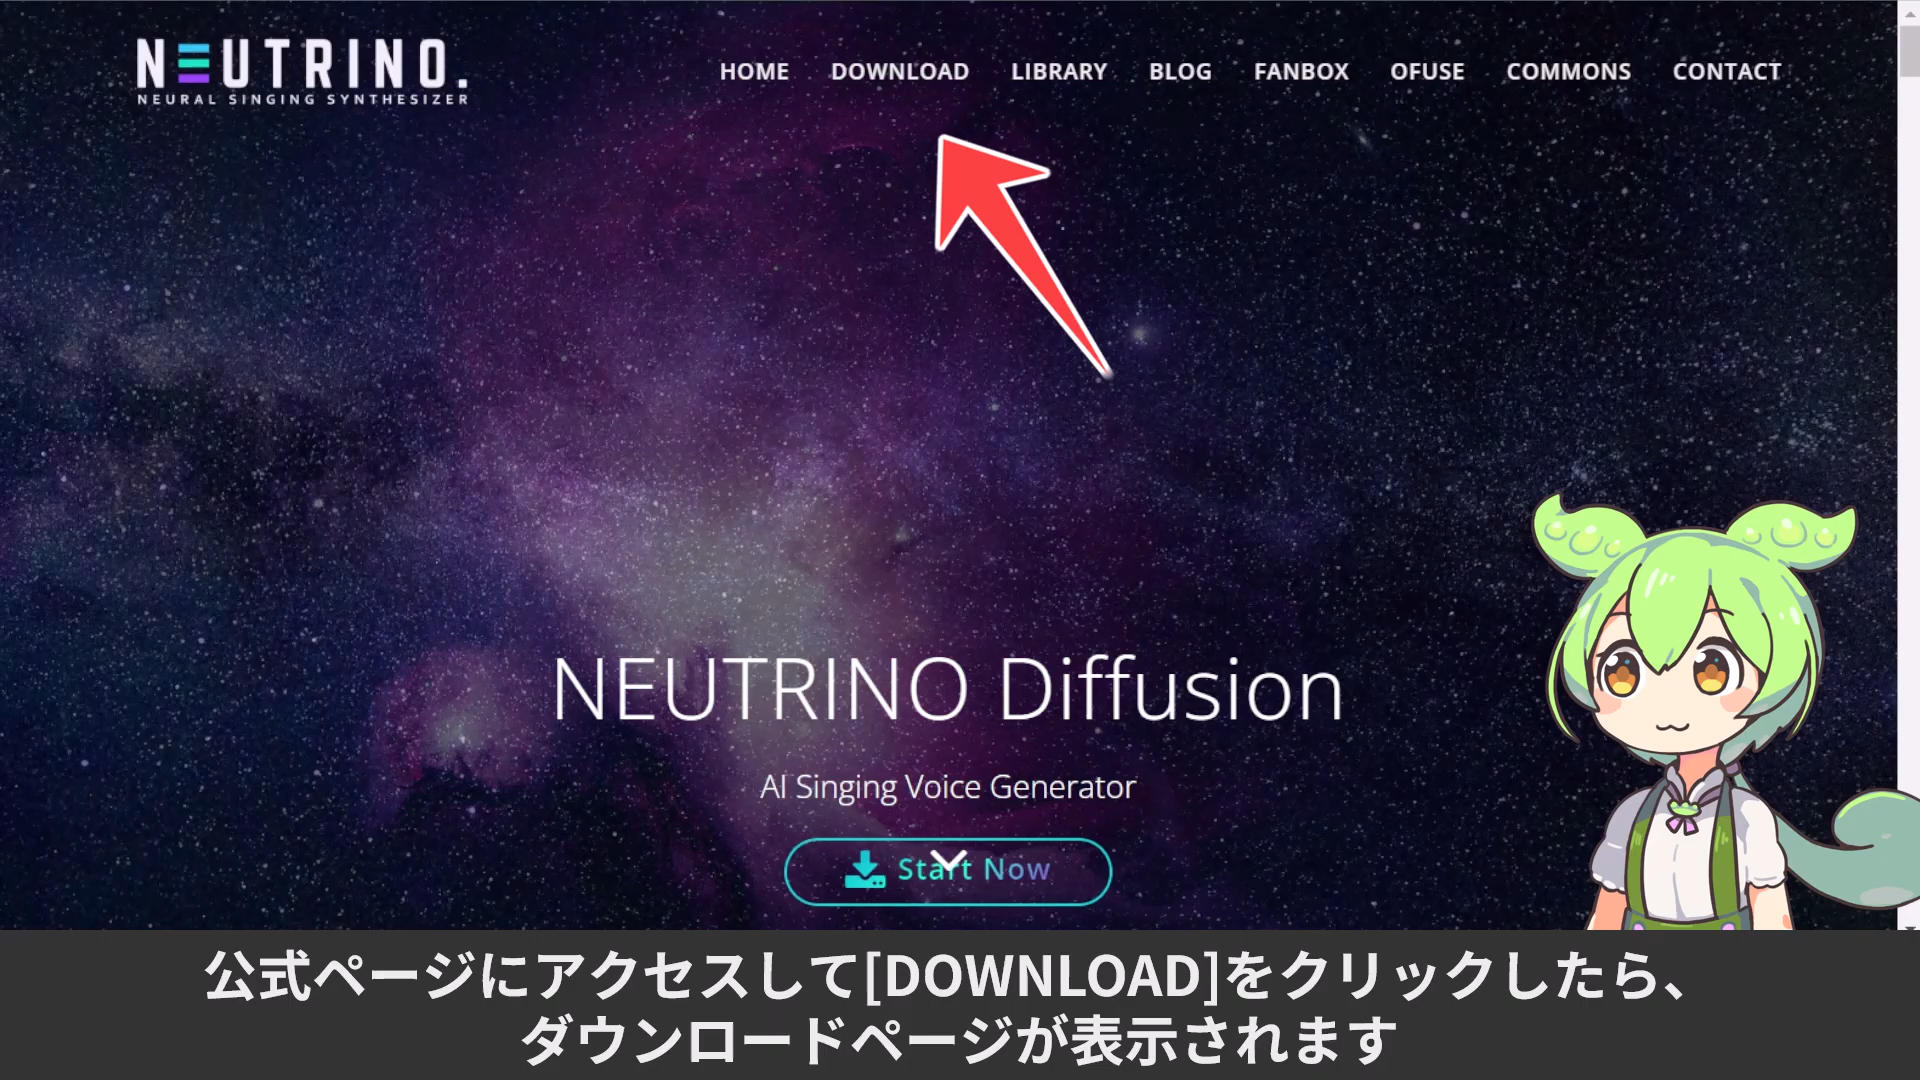 NEUTRINO.
NEURAL SINGING SYNTHESIZER
HOME DOWNLOAD LIBRARY BLOG FANBOX OFUSE COMMONS CONTACT
NEUTRINO Diffusion
AI Singing Voice Generator
Start Now
公式ページにアクセスして[DOWNLOAD]をクリックしたら、
ダウンロードページが表示されます